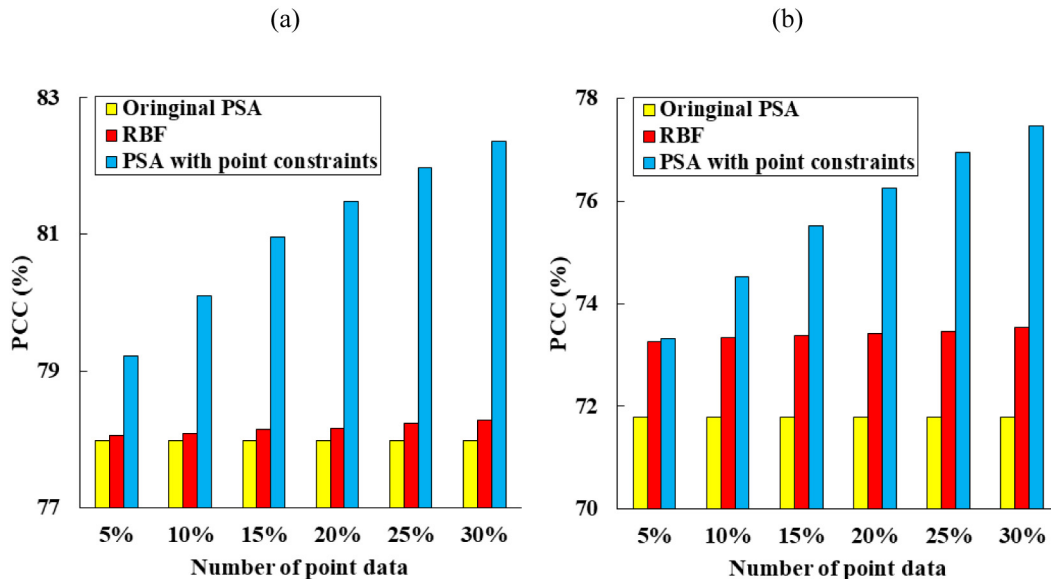 (a)
83
81
79
77
PCC (%)
Oringinal PSA
RBF
PSA with point constraints
5% 10% 15% 20% 25% 30%
Number of point data
(b)
78
76
74
72
70
PCC (%)
Oringinal PSA
RBF
PSA with point constraints
5% 10% 15% 20% 25% 30%
Number of point data